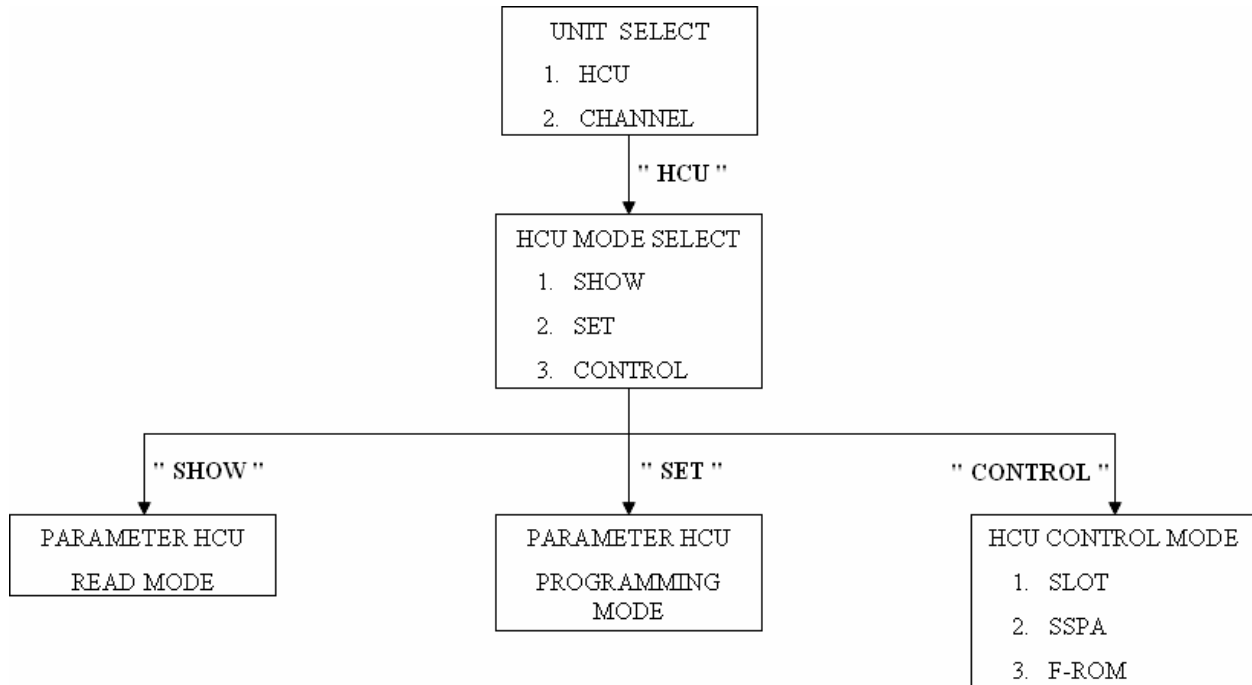 UNIT SELECT
1. HCU
2. CHANNEL
" HCU "
HCU MODE SELECT
1. SHOW
2. SET
3. CONTROL
" SHOW "
" SET "
" CONTROL "
PARAMETER HCU
READ MODE
PARAMETER HCU
PROGRAMMING
MODE
HCU CONTROL MODE
1. SLOT
2. SSPA
3. F-ROM